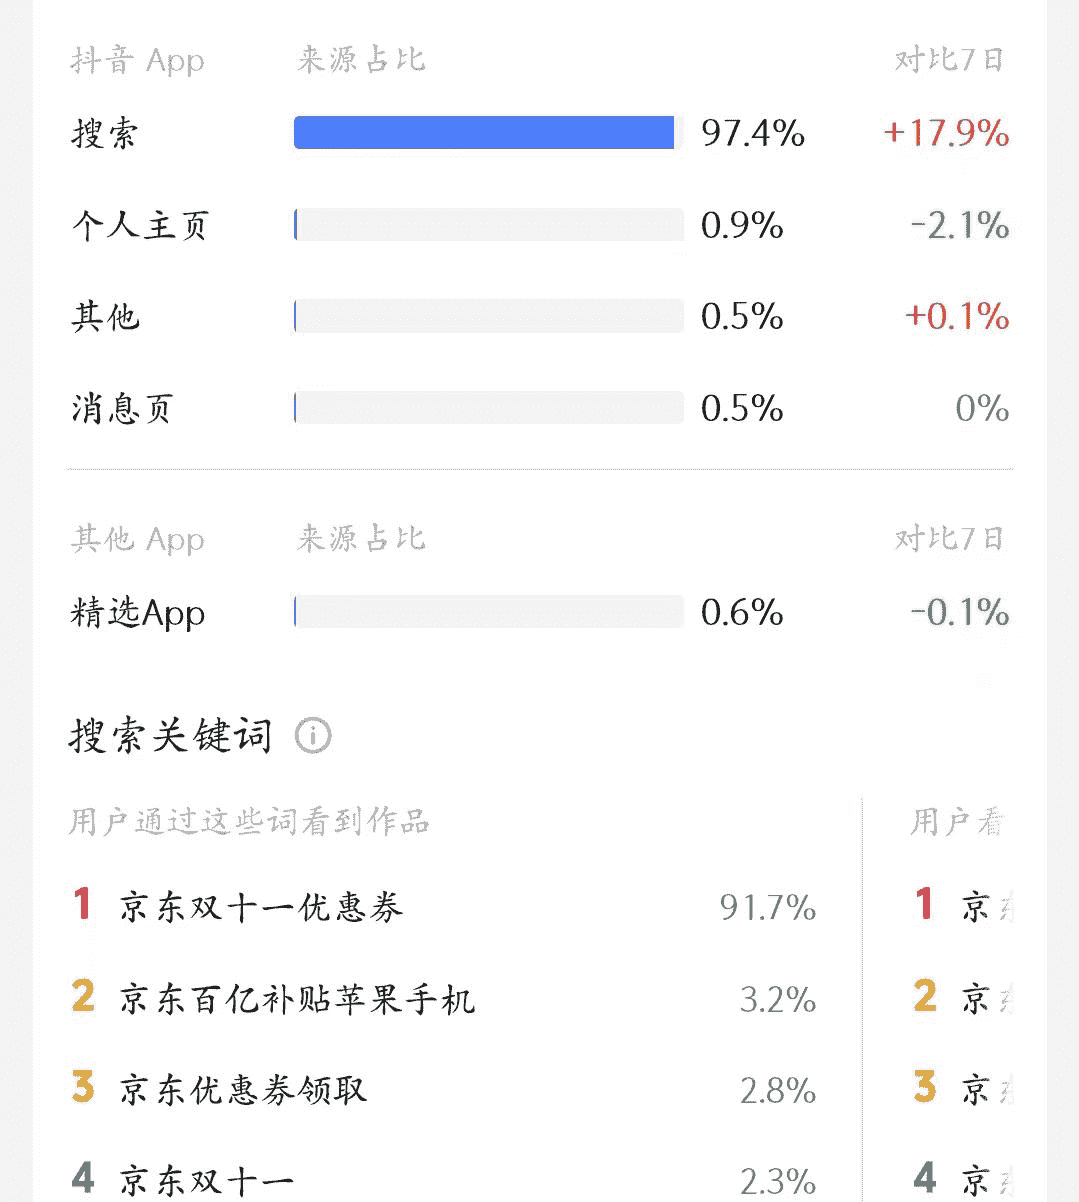 抖音 App 来源占比 对比7日
搜索 97.4% +17.9%
个人主页 0.9% -2.1%
其他 0.5% +0.1%
消息页 0.5% 0%
其他 App 来源占比 对比7日
精选App 0.6% -0.1%
搜索关键词
用户通过这些词看到作品 用户看
1 京东双十一优惠券 91.7% 1 京
2 京东百亿补贴苹果手机 3.2% 2 京
3 京东优惠券领取 2.8% 3 京
4 京东双十一 2.3% 4 京